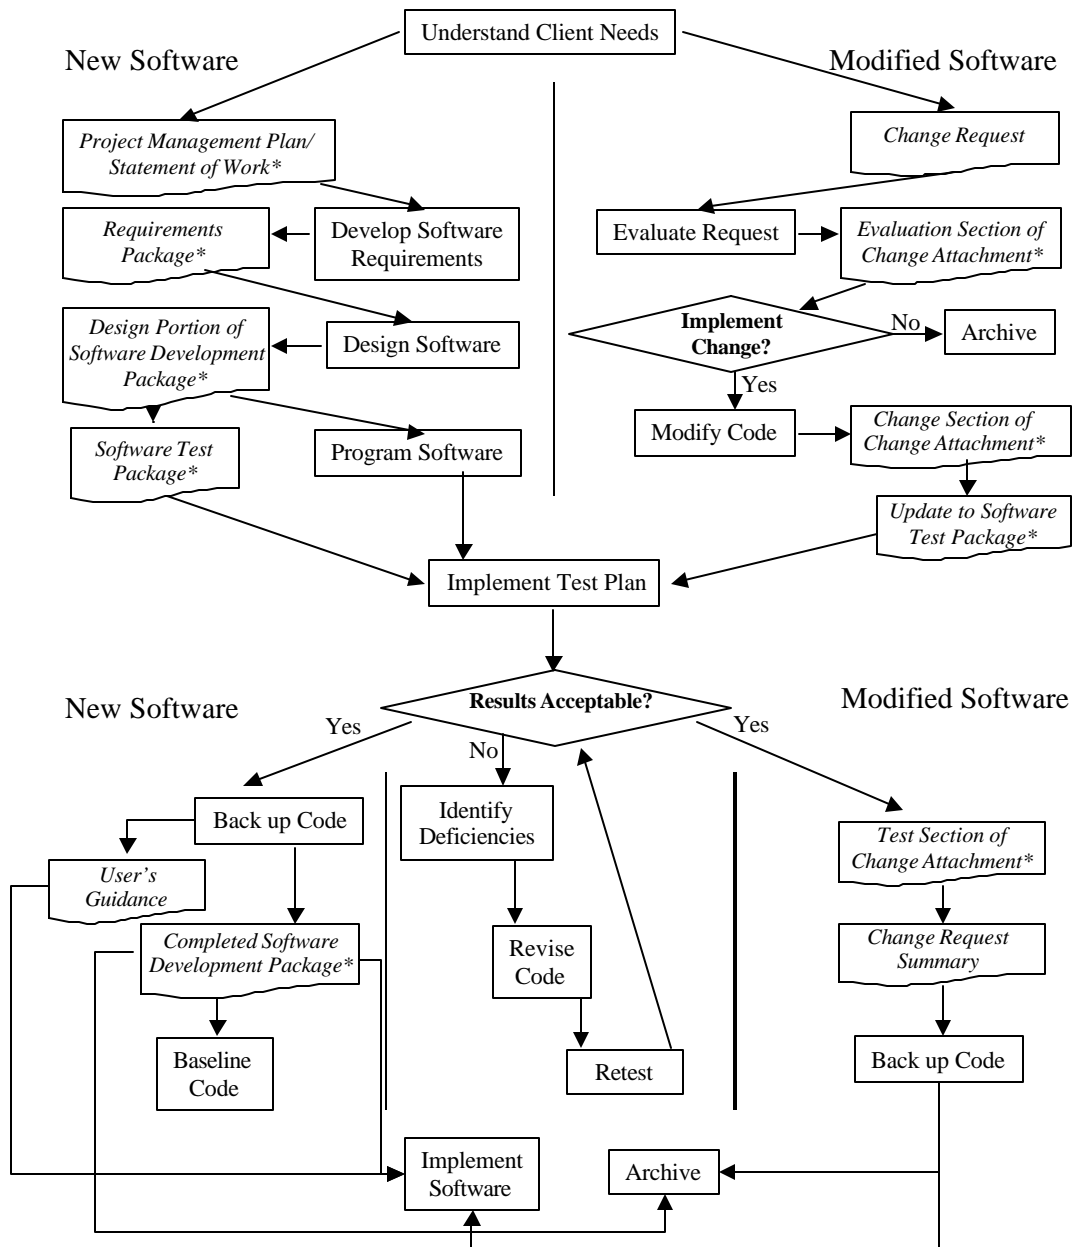 Understand Client Needs
New Software
Modified Software
Project Management Plan/
Statement of Work*
Change Request
Requirements
Package*
Develop Software
Requirements
Evaluate Request
Evaluation Section of
Change Attachment*
Design Portion of
Software Development
Package*
Design Software
Implement
Change?
No
Archive
Yes
Modify Code
Change Section of
Change Attachment*
Software Test
Package*
Program Software
Update to Software
Test Package*
Implement Test Plan
New Software
Results Acceptable?
Modified Software
Yes
No
Yes
Back up Code
Identify
Deficiencies
Test Section of
Change Attachment*
User's
Guidance
Completed Software
Development Package*
Revise
Code
Change Request
Summary
Baseline
Code
Retest
Back up Code
Implement
Software
Archive